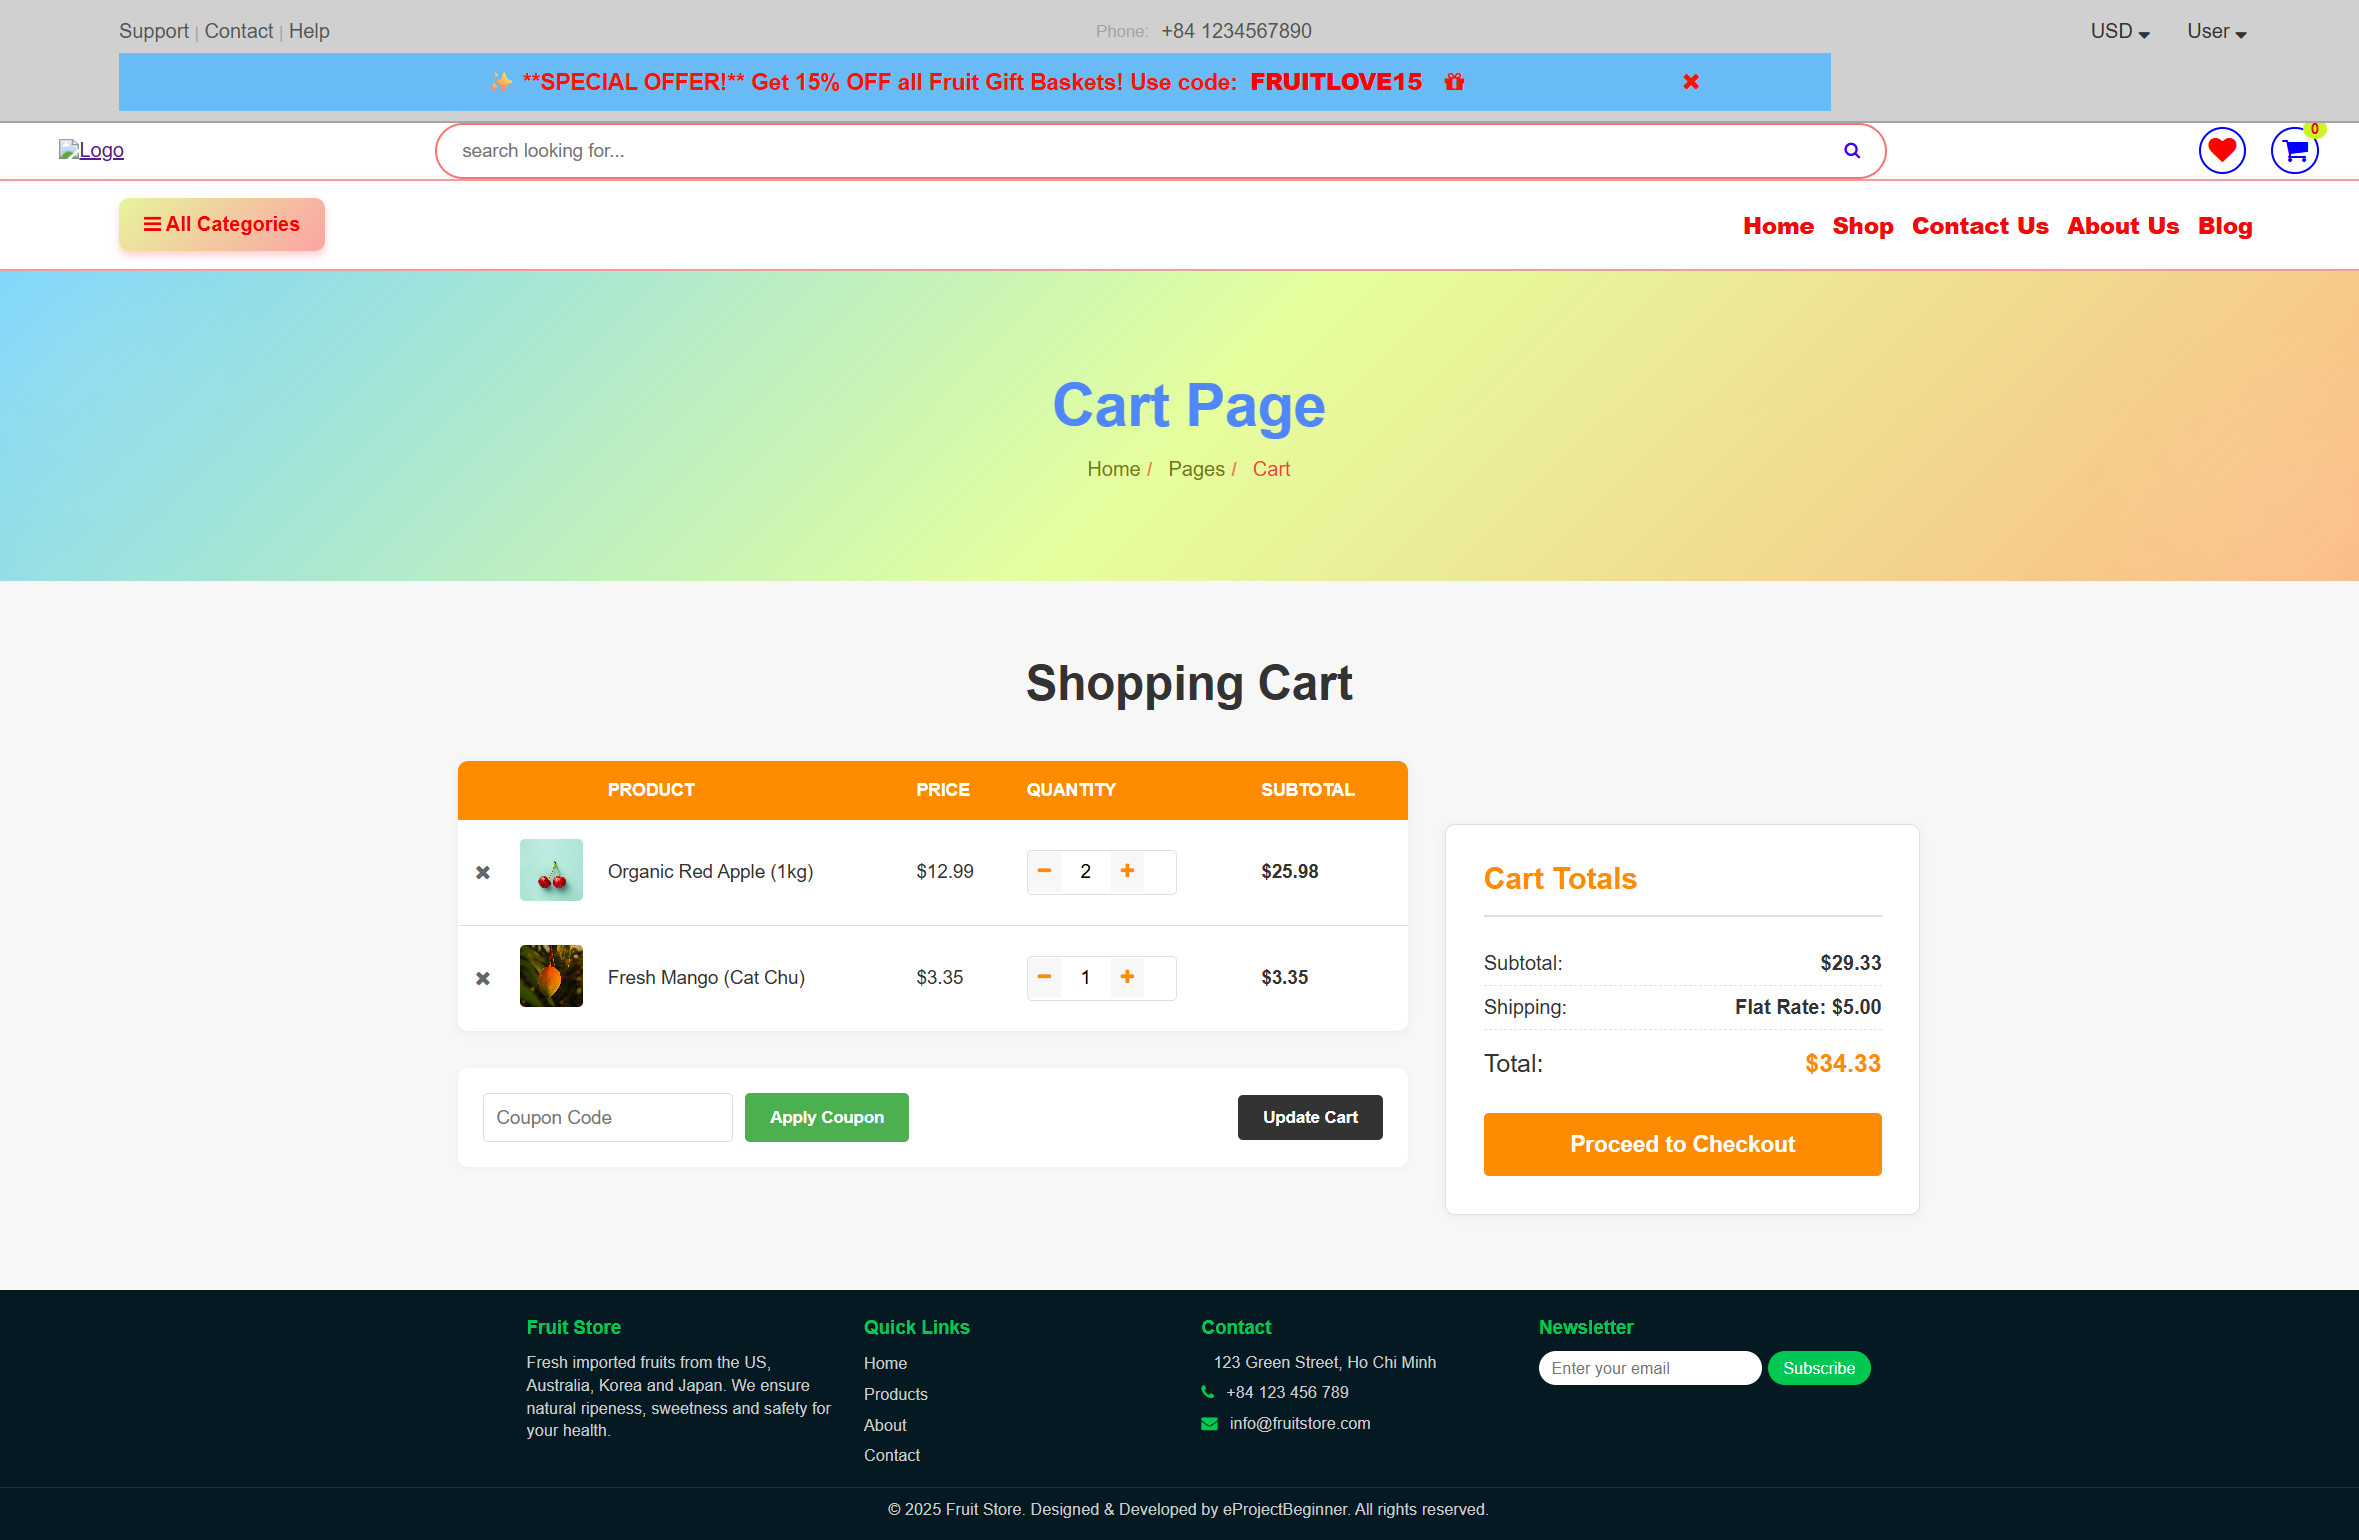 Support | Contact | Help
Phone: +84 1234567890
USD
User
✨ **SPECIAL OFFER!** Get 15% OFF all Fruit Gift Baskets! Use code: FRUITLOVE15
Logo
search looking for...
0
All Categories
Home Shop Contact Us About Us Blog
Cart Page
Home / Pages / Cart
Shopping Cart
PRODUCT PRICE QUANTITY SUBTOTAL
Organic Red Apple (1kg) $12.99 2 $25.98
Fresh Mango (Cat Chu) $3.35 1 $3.35
Coupon Code
Apply Coupon
Update Cart
Cart Totals
Subtotal: $29.33
Shipping: Flat Rate: $5.00
Total: $34.33
Proceed to Checkout
Fruit Store
Fresh imported fruits from the US,
Australia, Korea and Japan. We ensure
natural ripeness, sweetness and safety for
your health.
Quick Links
Home
Products
About
Contact
Contact
123 Green Street, Ho Chi Minh
+84 123 456 789
info@fruitstore.com
Newsletter
Enter your email
Subscribe
© 2025 Fruit Store. Designed & Developed by eProjectBeginner. All rights reserved.